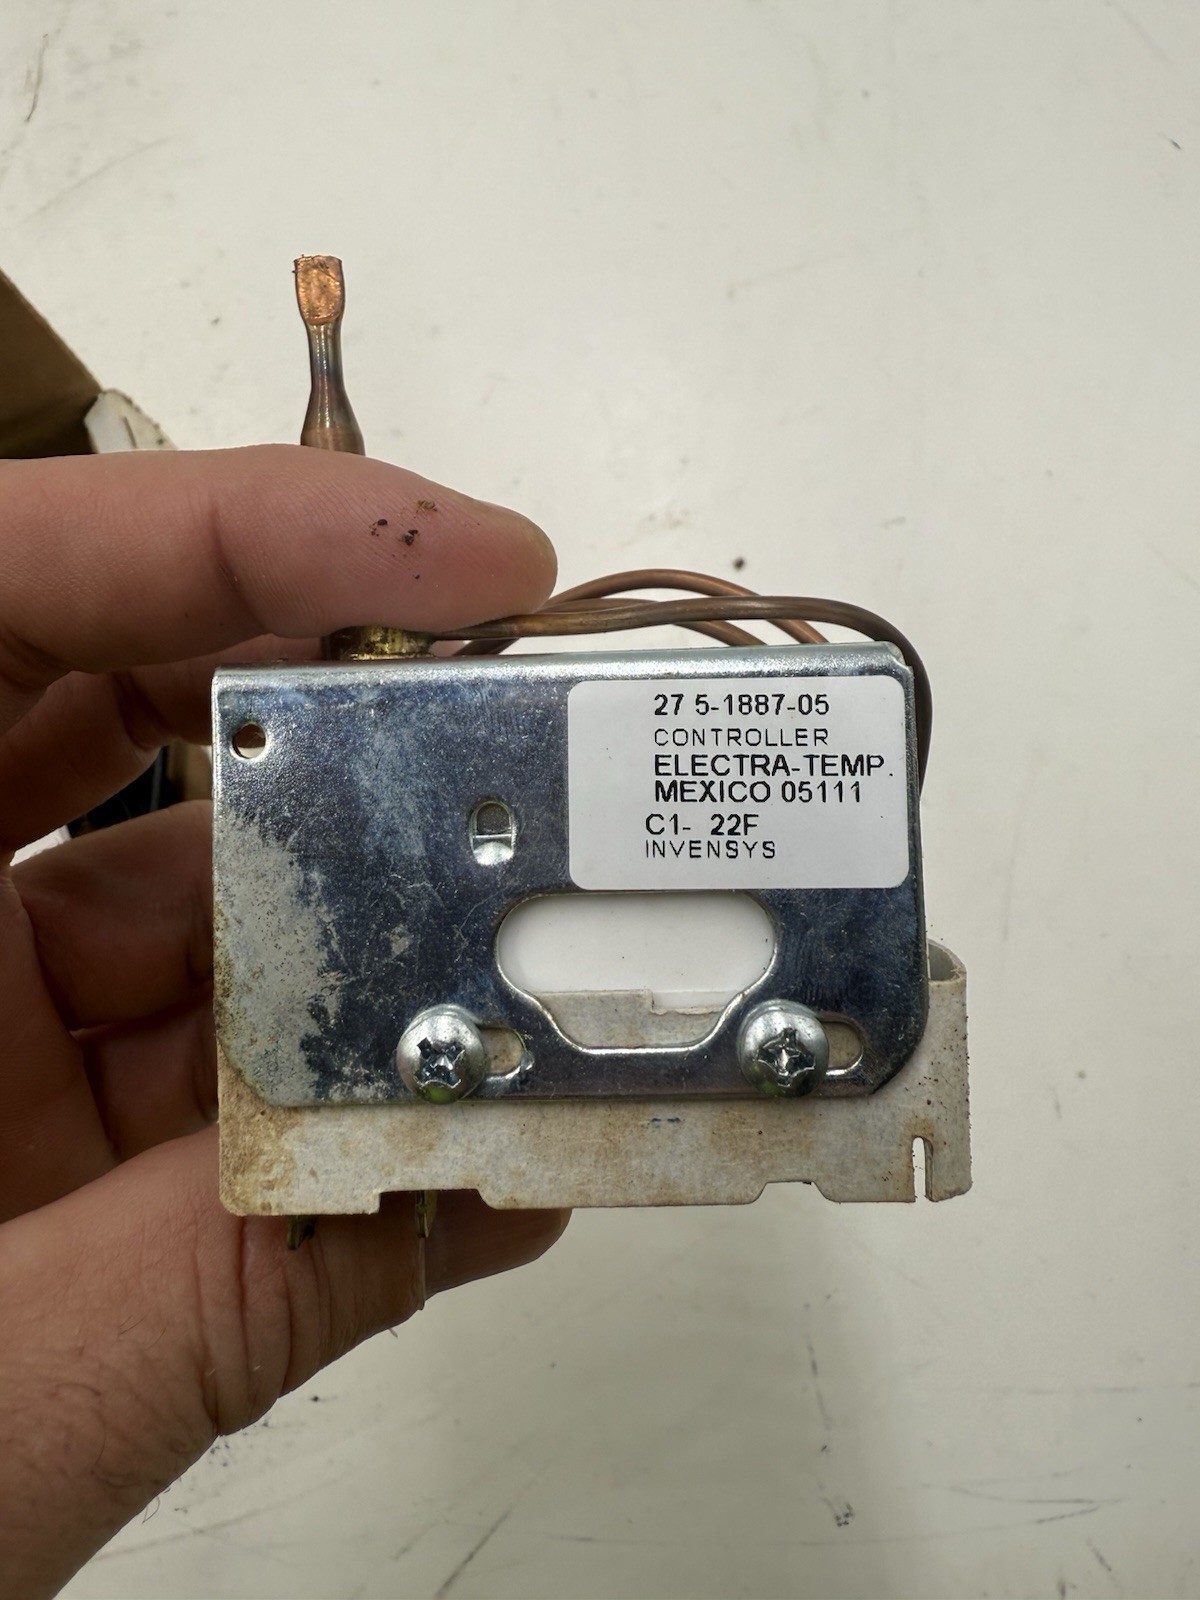 27 5-1887-05
CONTROLLER
ELECTRA-TEMP.
MEXICO 05111
C1- 22F
INVENSYS